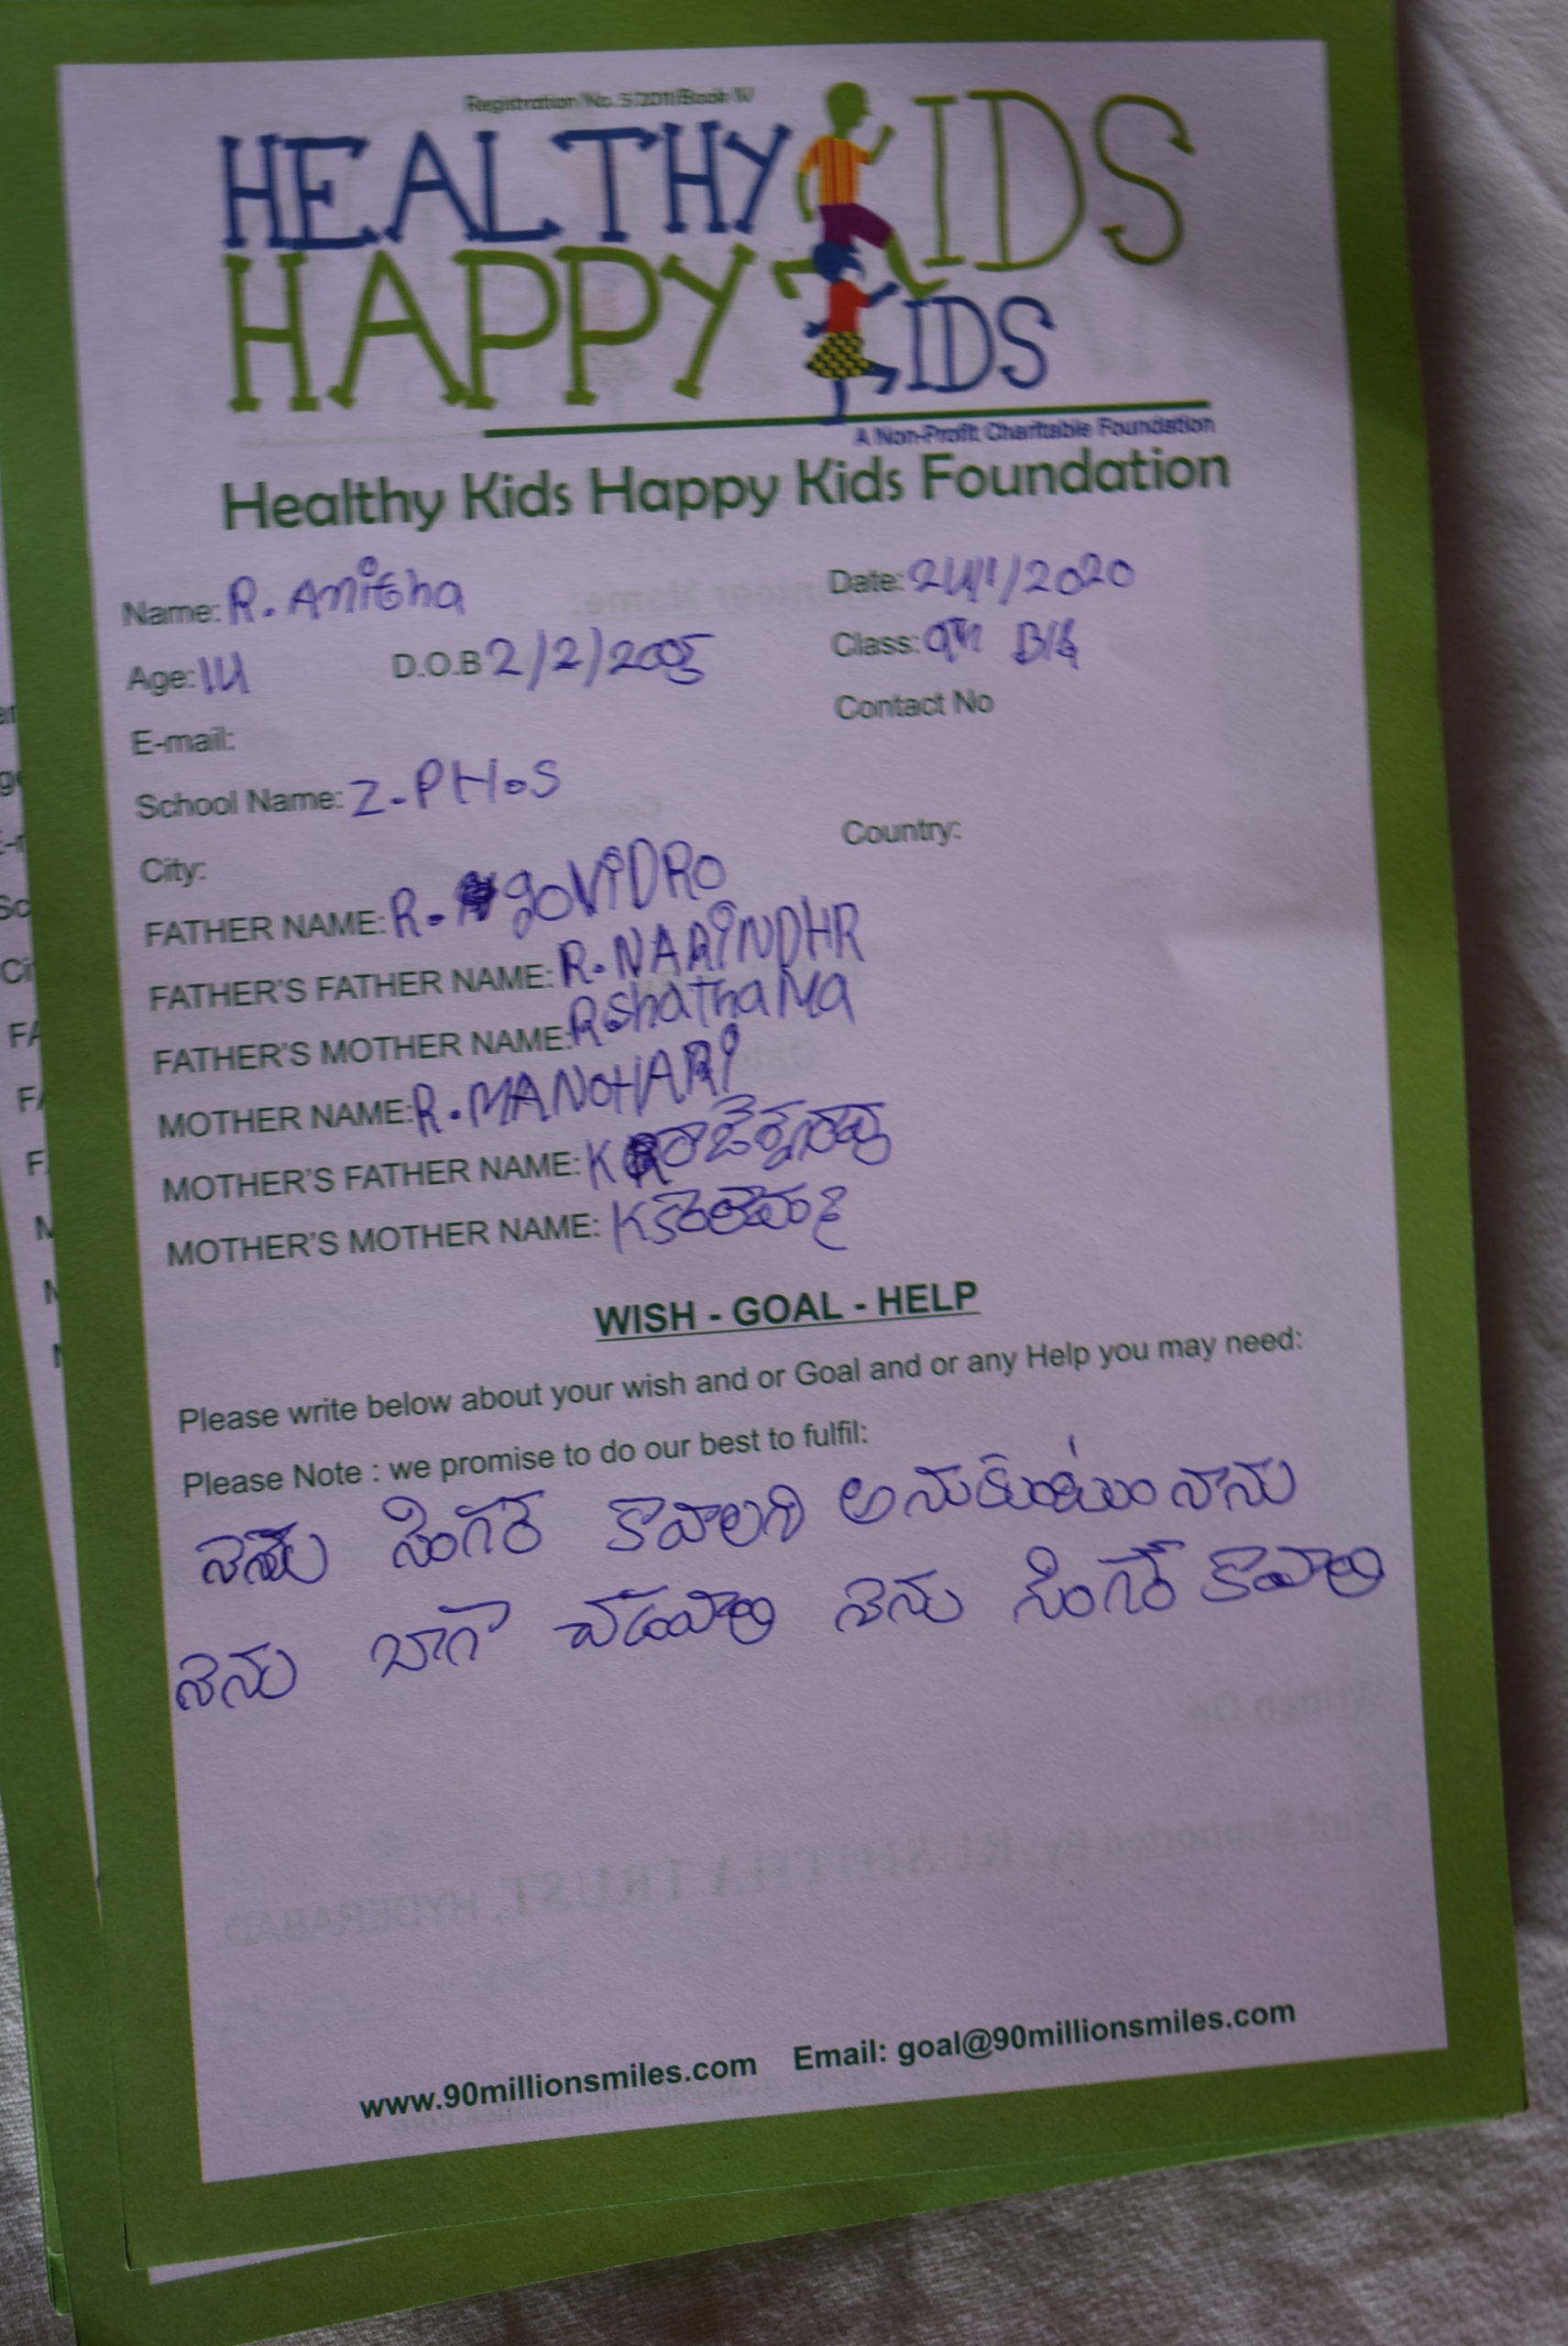 Registration No. 5/2011/Book IV
HEALTHY KIDS
HAPPY KIDS
A Non-Profit Charitable Foundation
Healthy Kids Happy Kids Foundation
Name: R. Anitha Date: 24/1/2020
Age: 14 D.O.B 2/2/2005 Class: 9th B/S
E-mail: Contact No
School Name: Z-PH.S
City: Country:
FATHER NAME: R. goViDRO
FATHER'S FATHER NAME: R. NARiNDHR
FATHER'S MOTHER NAME: R shathaMa
MOTHER NAME: R. MANOHARi
MOTHER'S FATHER NAME: K
MOTHER'S MOTHER NAME: K
WISH - GOAL - HELP
Please write below about your wish and or Goal and or any Help you may need:
Please Note : we promise to do our best to fulfil:
నెను సింగర్ కావాలని అనుకుంటుం నాను
నెను బాగా చదవాలి నెను సింగర్ కావాలి
www.90millionsmiles.com Email: goal@90millionsmiles.com